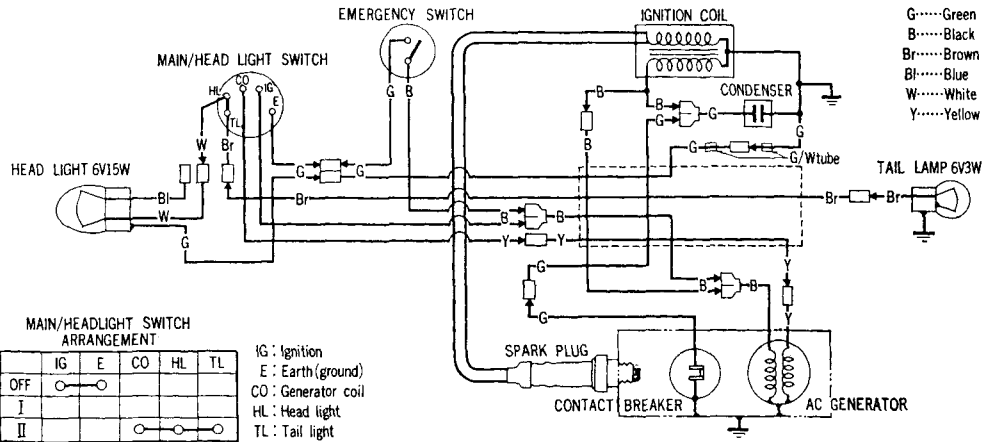 EMERGENCY SWITCH
IGNITION COIL
G······Green
B······Black
Br······Brown
Bl······Blue
W······White
Y······Yellow
MAIN/HEAD LIGHT SWITCH
HL
CO
IG
E
TL
G
B
B
B
G
G
CONDENSER
B
G
W
Br
G
G
G
G
G/Wtube
HEAD LIGHT 6V15W
TAIL LAMP 6V3W
Bl
W
G
Br
Br
Br
B
B
Y
Y
G
B
B
Y
Y
G
MAIN/HEADLIGHT SWITCH
ARRANGEMENT
IG E CO HL TL
OFF
I
II
IG : Ignition
E : Earth(ground)
CO : Generator coil
HL : Head light
TL : Tail light
SPARK PLUG
CONTACT BREAKER
AC GENERATOR